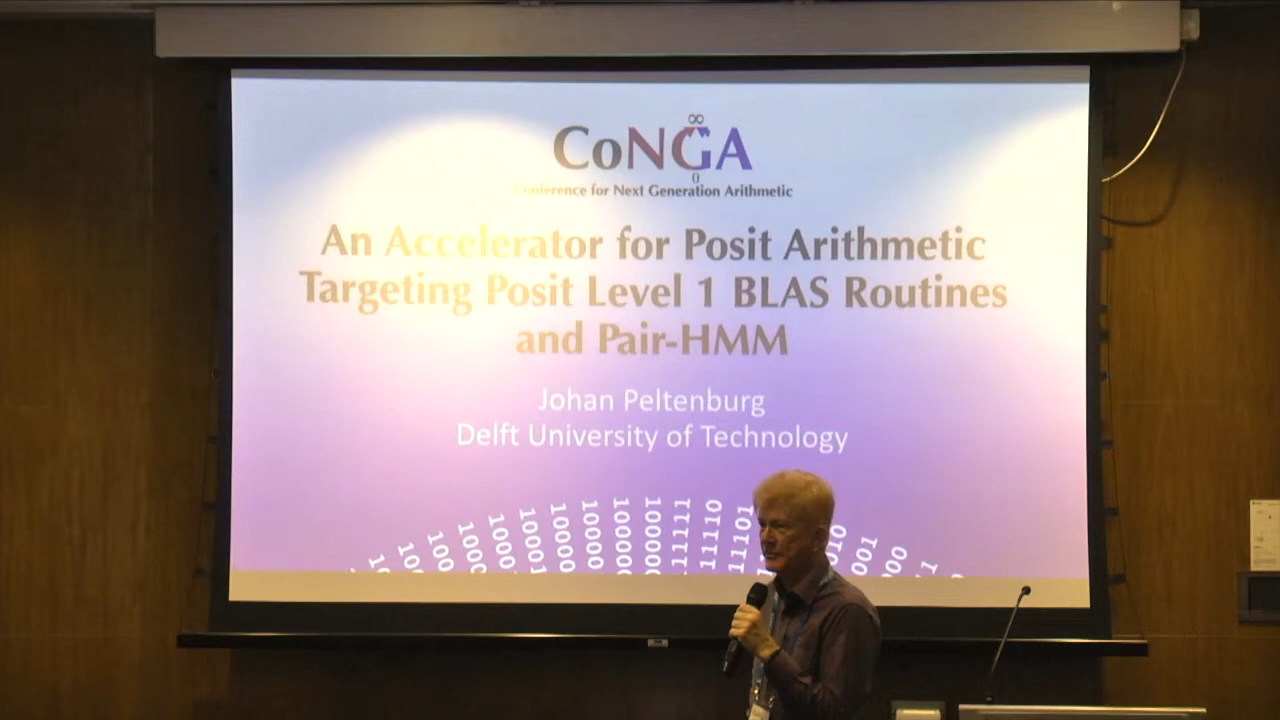 CoNGA
∞
0
Conference for Next Generation Arithmetic
An Accelerator for Posit Arithmetic
Targeting Posit Level 1 BLAS Routines
and Pair-HMM
Johan Peltenburg
Delft University of Technology